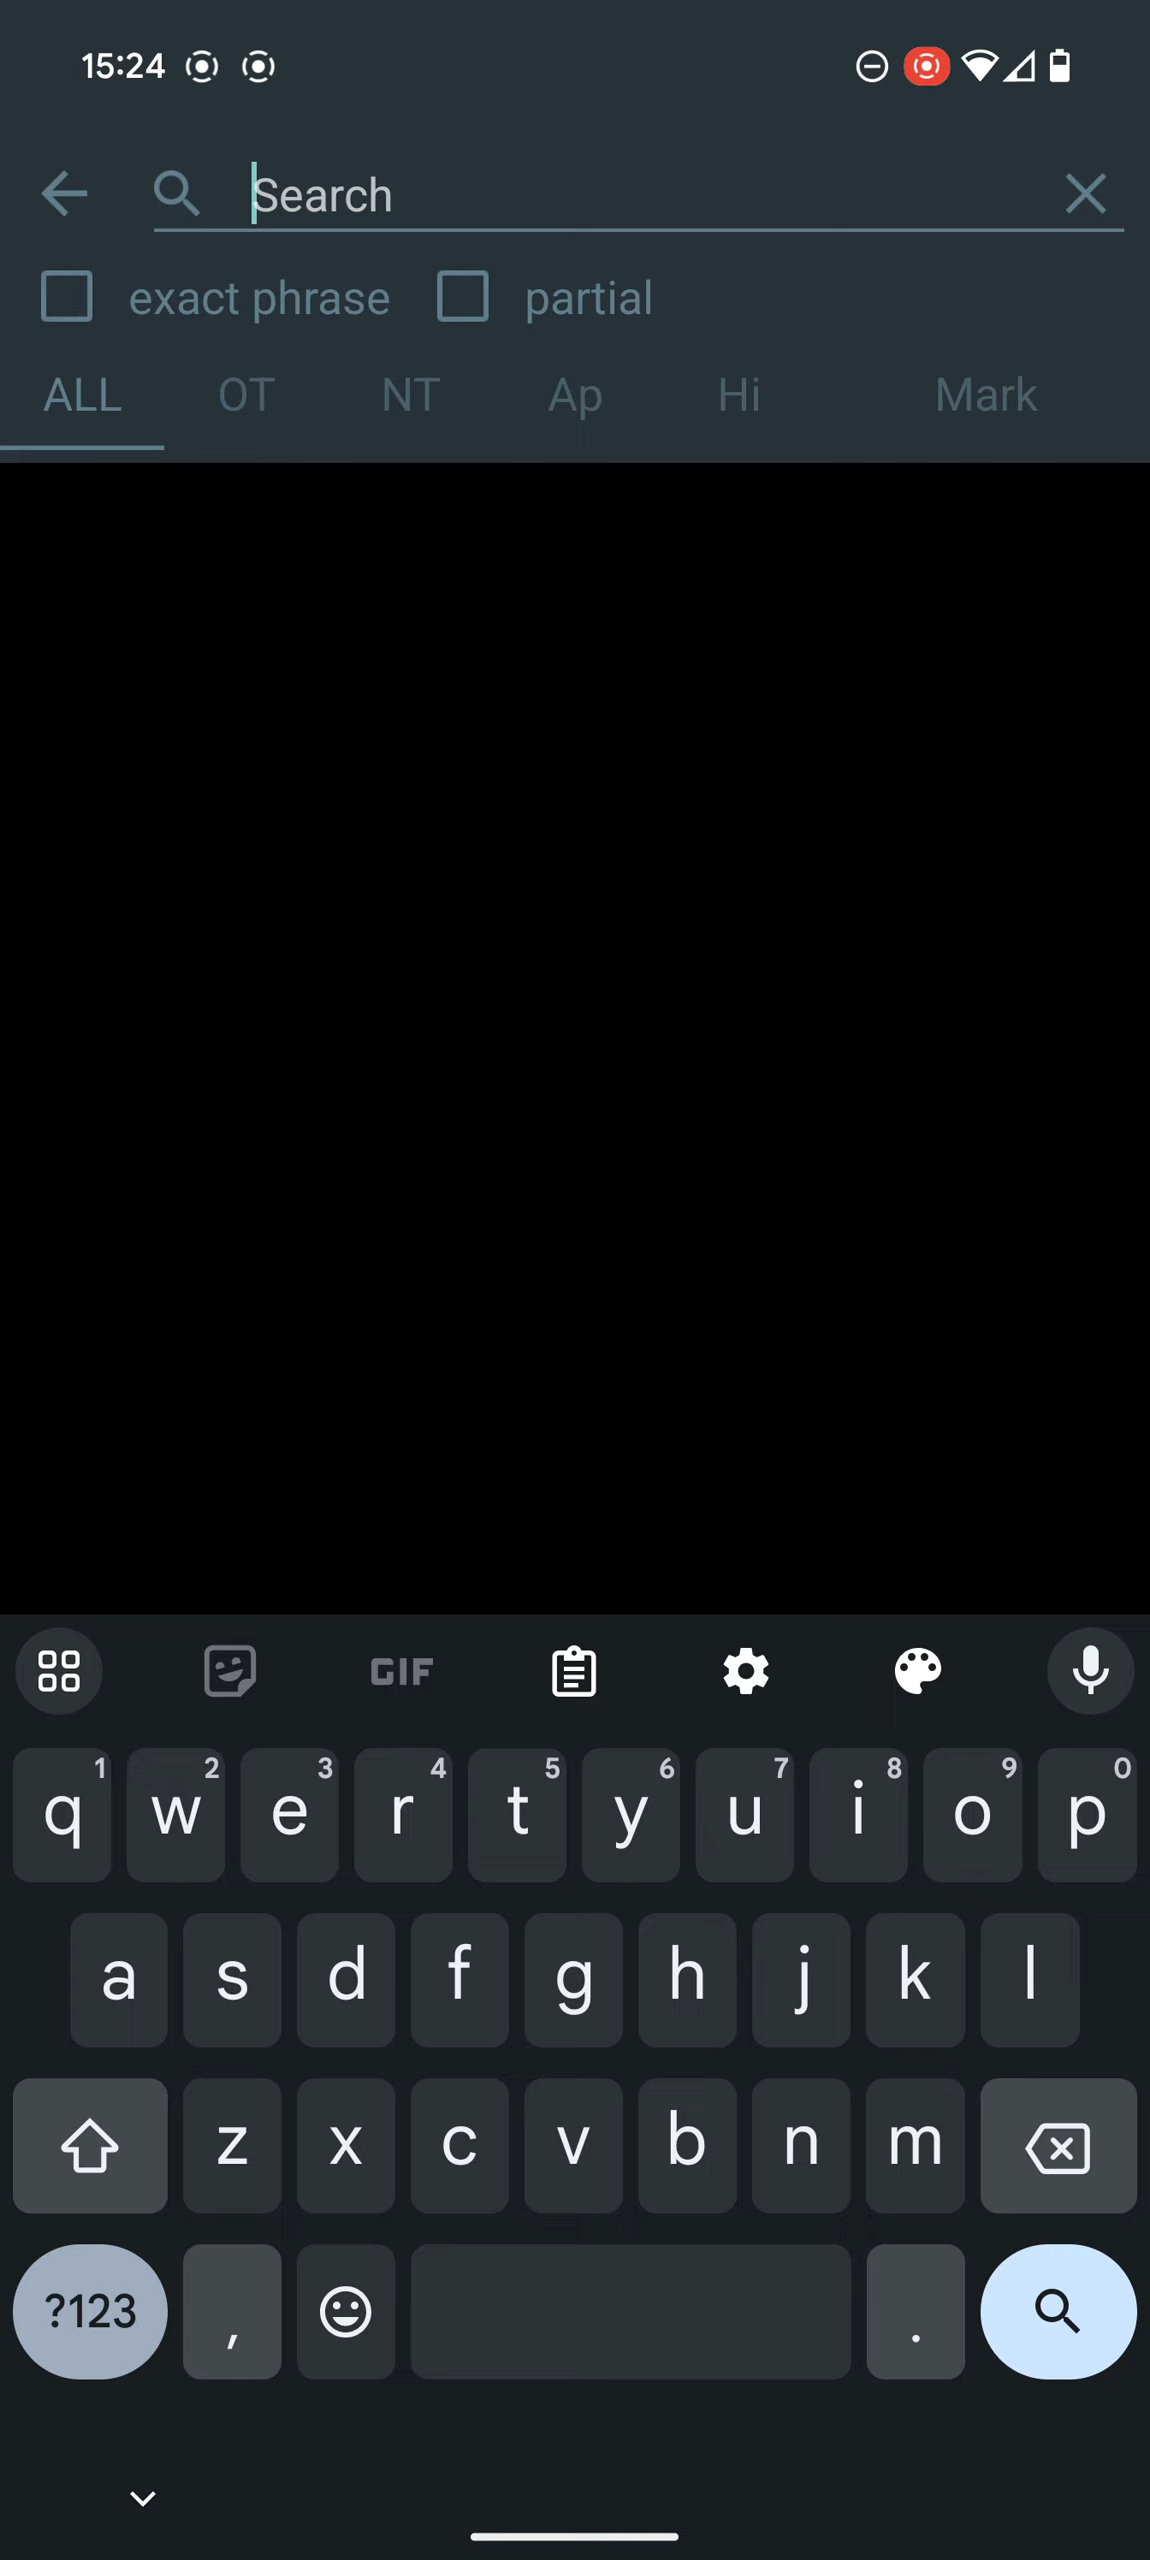 15:24
Search
exact phrase partial
ALL OT NT Ap Hi Mark
GIF
1 2 3 4 5 6 7 8 9 0
q w e r t y u i o p
a s d f g h j k l
z x c v b n m
?123 , .